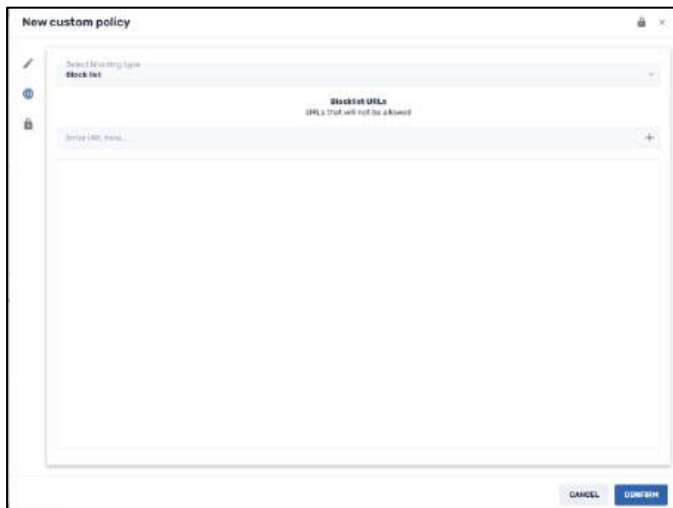 New custom policy
Select blocking type
Block list
Blocklist URLs
URLs that will not be allowed
Enter URL here...
CANCEL
CONFIRM